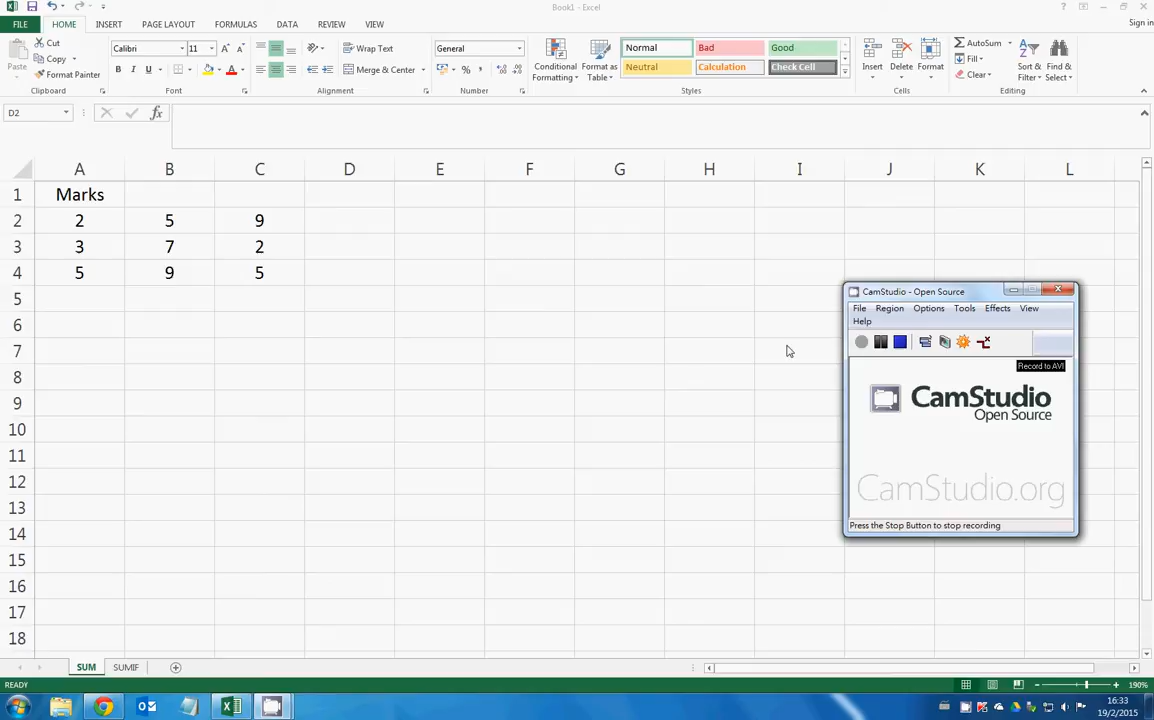 Book1 - Excel
Sign in
FILE HOME INSERT PAGE LAYOUT FORMULAS DATA REVIEW VIEW
Paste
Cut
Copy
Format Painter
Clipboard
Calibri 11
B I U A
Font
Wrap Text
Merge & Center
Alignment
General
$ % ,
Number
Conditional Formatting
Format as Table
Normal Bad Good
Neutral Calculation Check Cell
Styles
Insert Delete Format
Cells
AutoSum
Fill
Clear
Sort & Filter
Find & Select
Editing
D2 fx
A B C D E F G H I J K L
1 Marks
2 2 5 9
3 3 7 2
4 5 9 5
5
6
7
8
9
10
11
12
13
14
15
16
17
18
CamStudio - Open Source
File Region Options Tools Effects View
Help
Record to AVI
CamStudio
Open Source
CamStudio.org
Press the Stop Button to stop recording
SUM SUMIF
READY
190%
16:33
19/2/2015